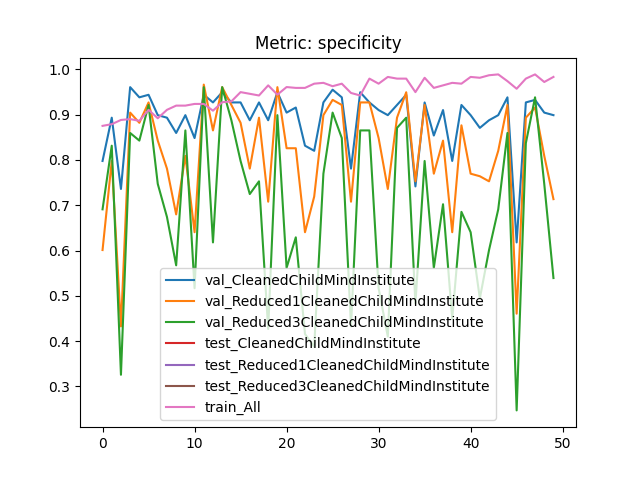 Metric: specificity
1.0
0.9
0.8
0.7
0.6
0.5
0.4
0.3
val_CleanedChildMindInstitute
val_Reduced1CleanedChildMindInstitute
val_Reduced3CleanedChildMindInstitute
test_CleanedChildMindInstitute
test_Reduced1CleanedChildMindInstitute
test_Reduced3CleanedChildMindInstitute
train_All
0 10 20 30 40 50